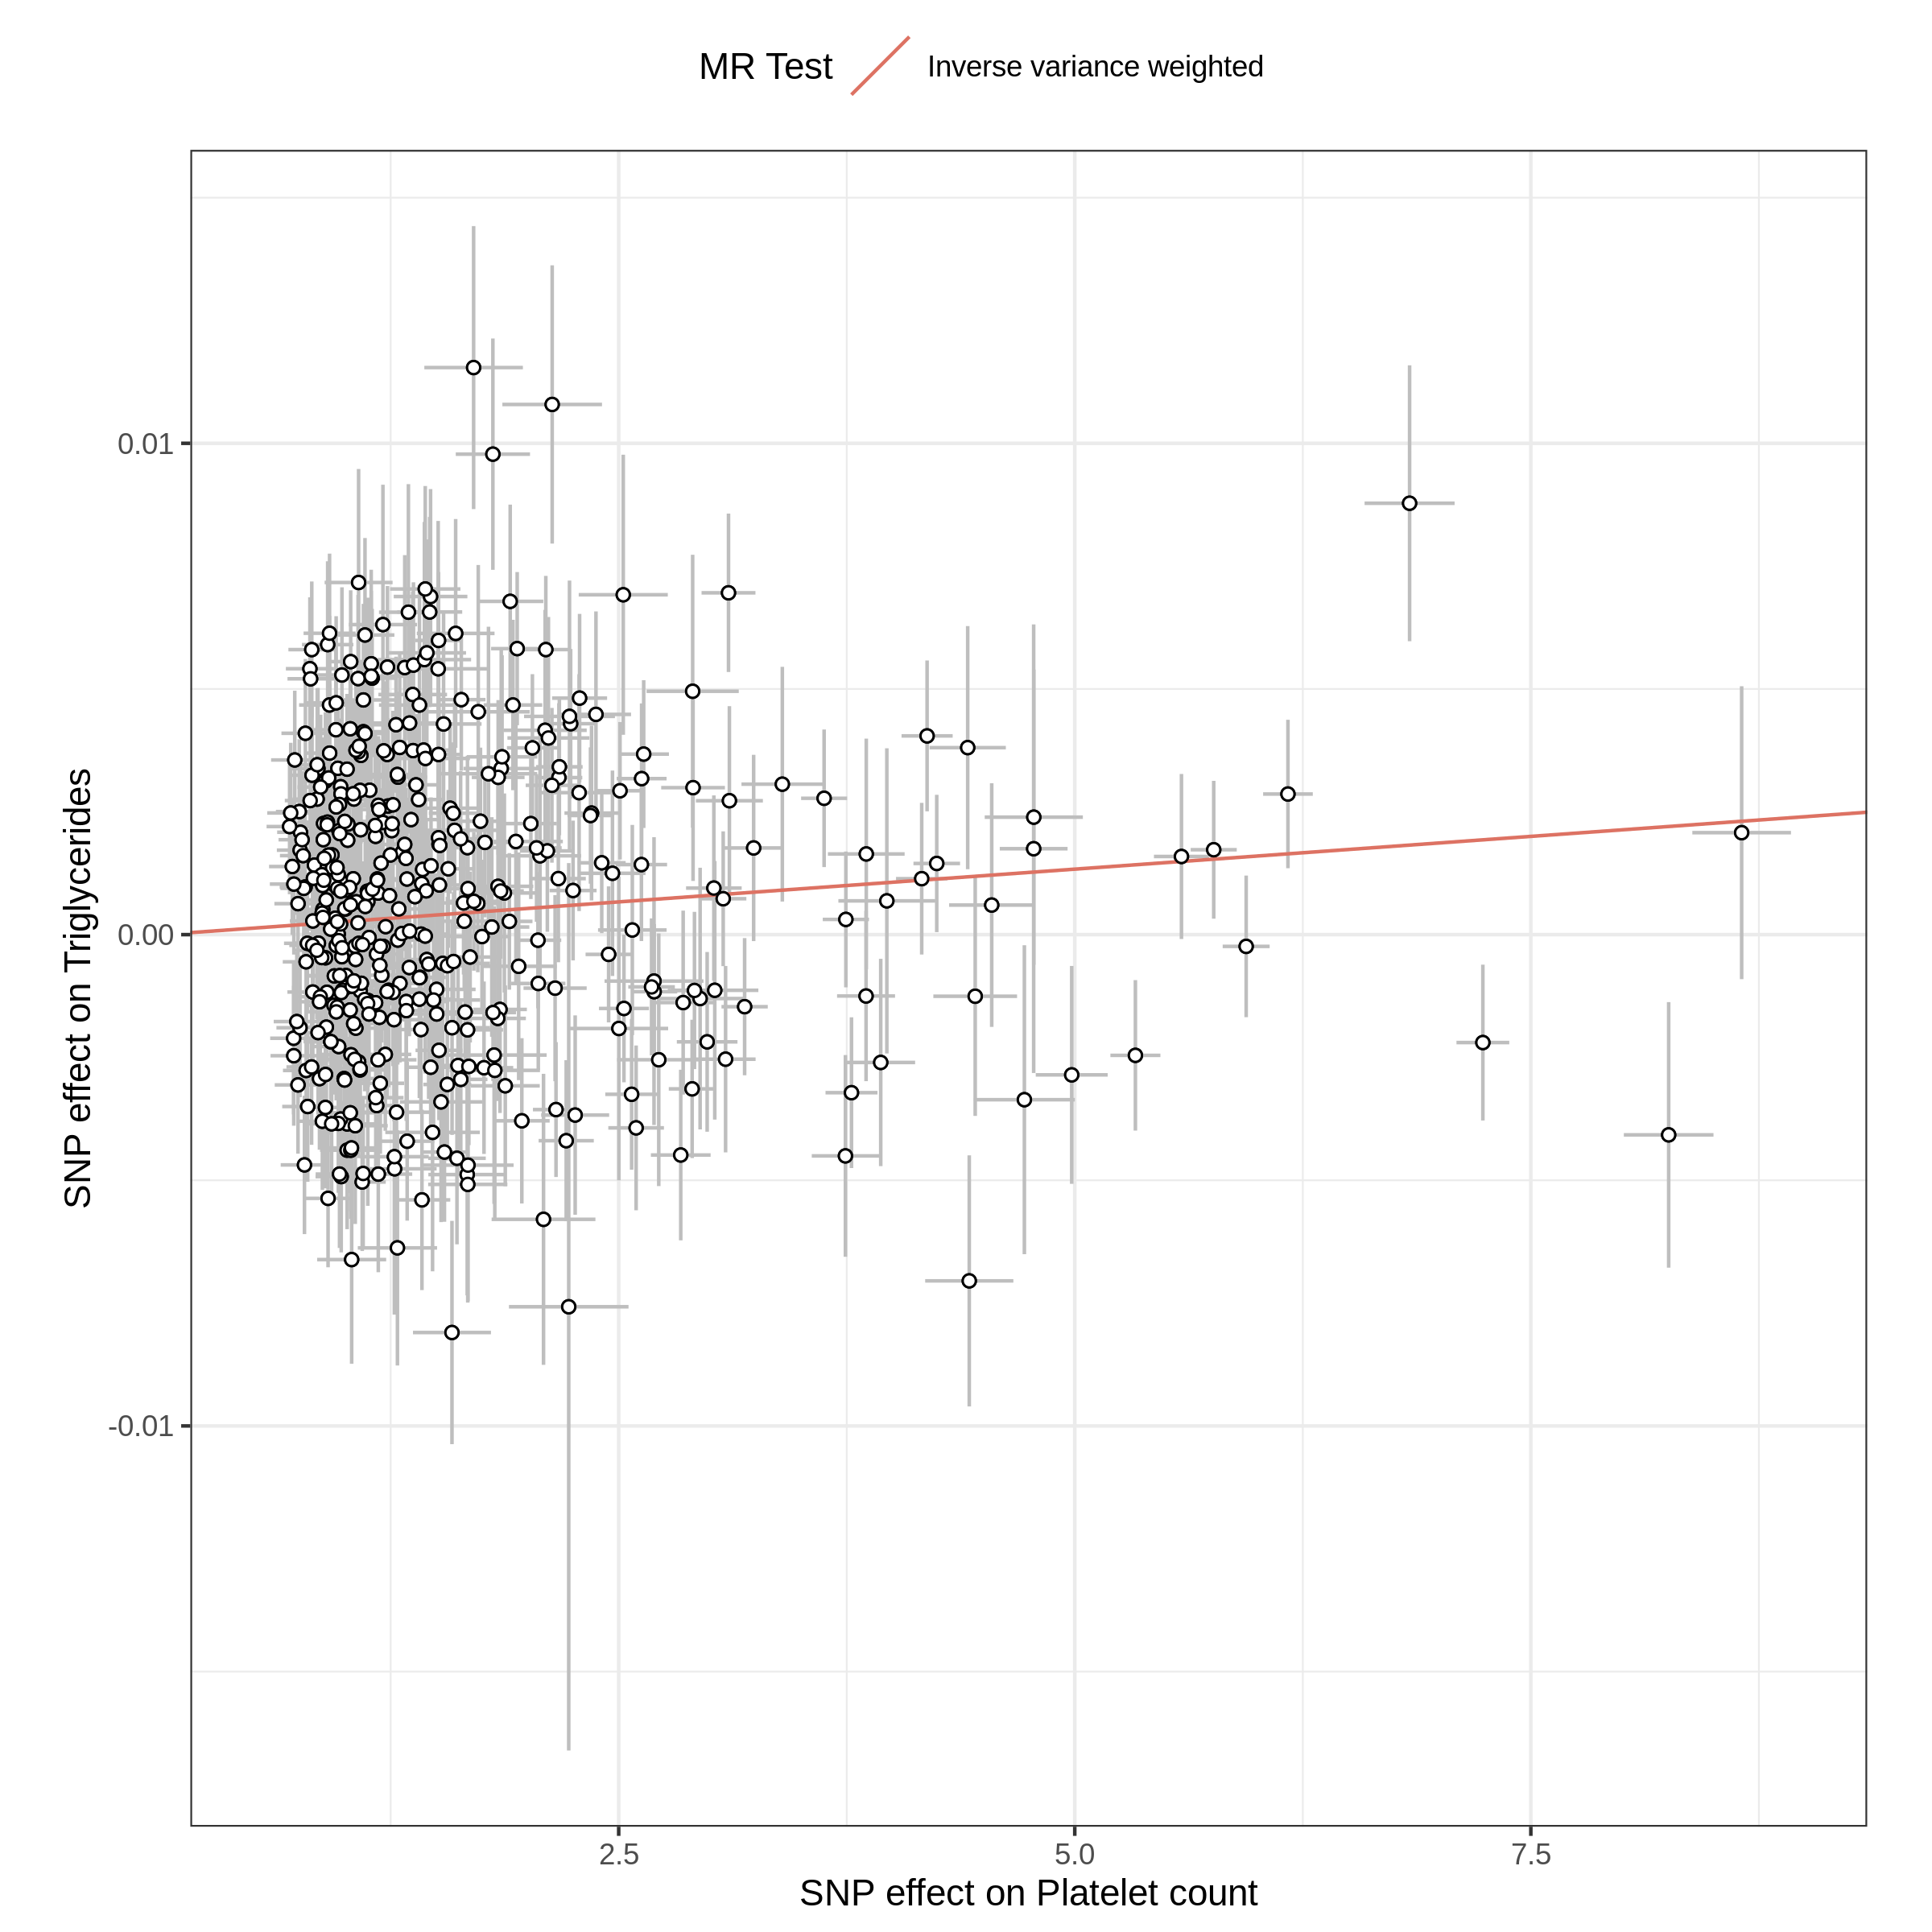 MR Test
Inverse variance weighted
SNP effect on Triglycerides
0.01
0.00
-0.01
2.5
5.0
7.5
SNP effect on Platelet count